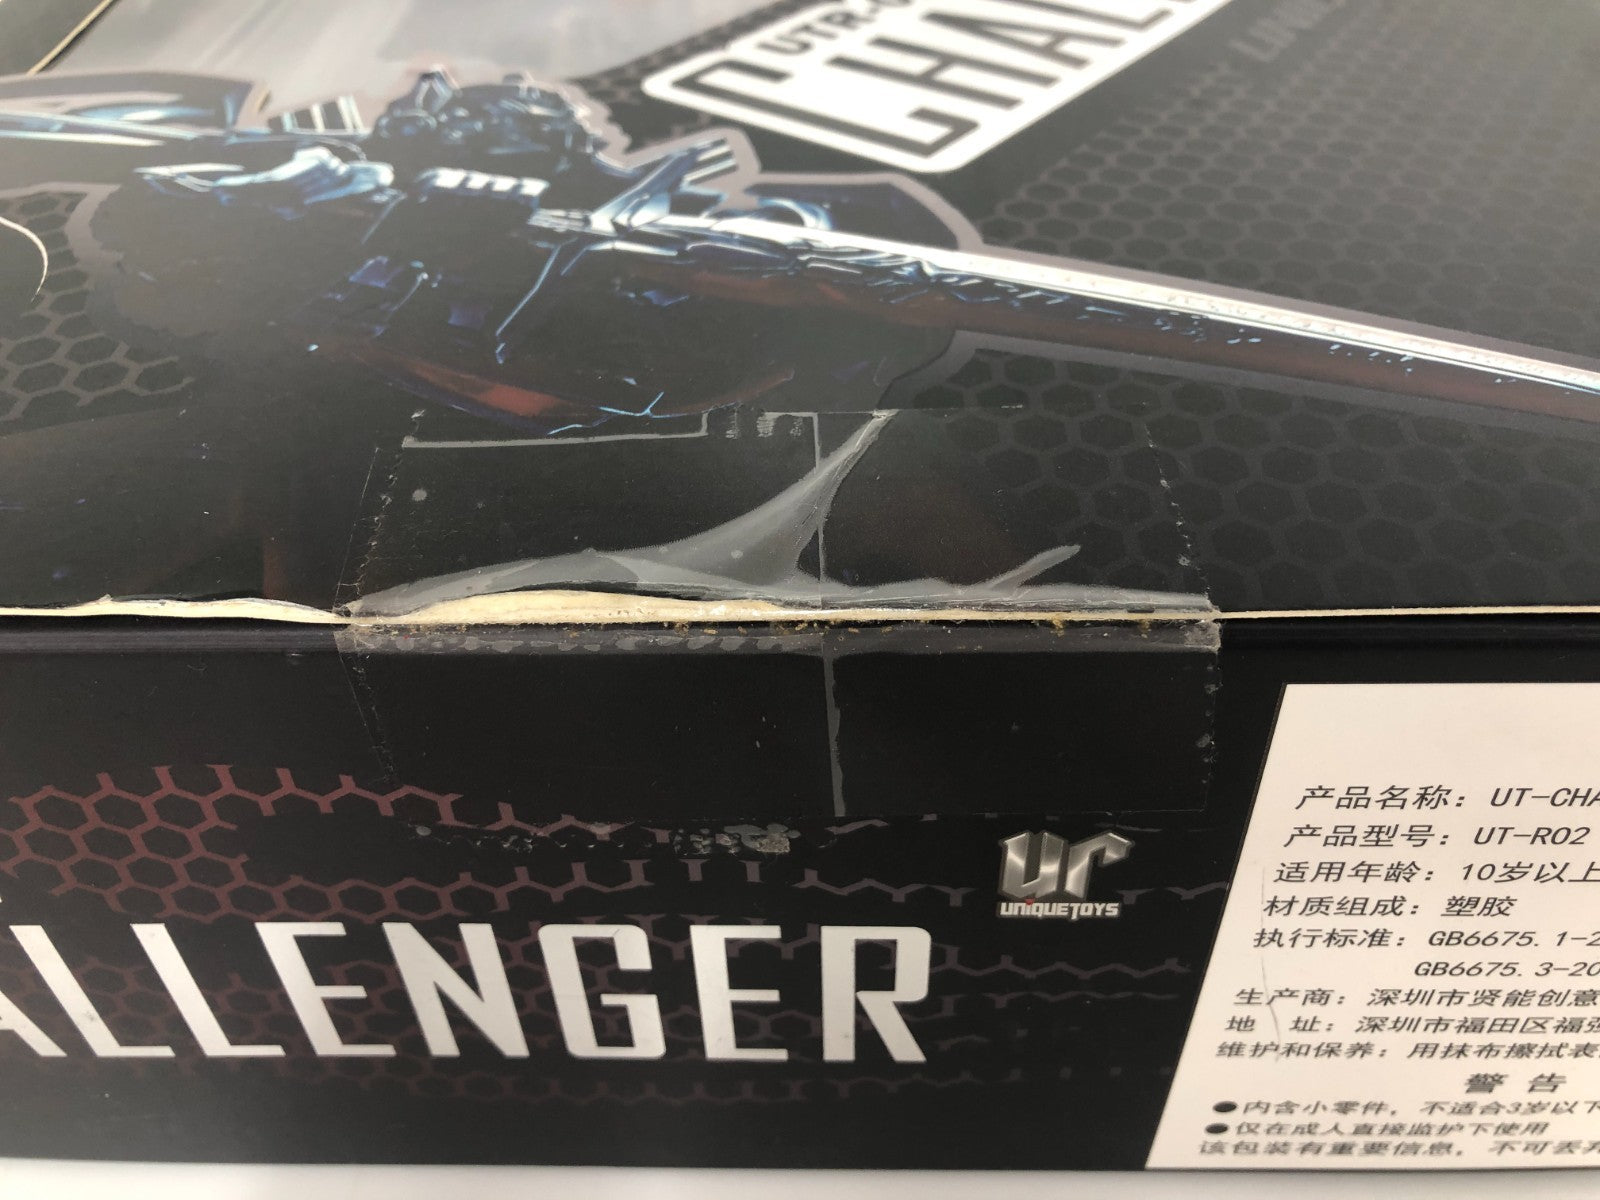 UTR-0
CHAL
ALLENGER
UT
UNIQUETOYS
产品名称：UT-CHA
产品型号：UT-R02
适用年龄：10岁以上
材质组成：塑胶
执行标准：GB6675.1-2
GB6675.3-20
生产商：深圳市贤能创意
地 址：深圳市福田区福强
维护和保养：用抹布擦拭表
警 告
●内含小零件，不适合3岁以下
●仅在成人直接监护下使用
该包装有重要信息，不可丢弃